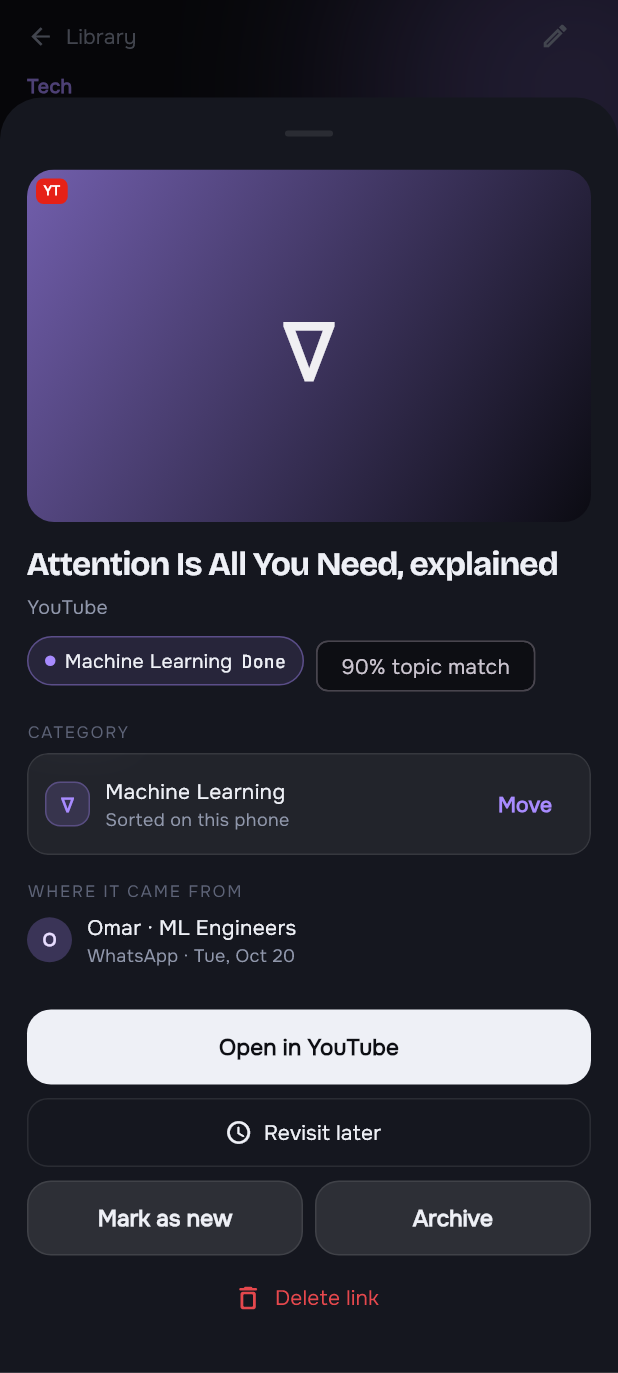 Library
Tech
YT
∇
Attention Is All You Need, explained
YouTube
Machine Learning Done
90% topic match
CATEGORY
∇
Machine Learning
Sorted on this phone
Move
WHERE IT CAME FROM
O
Omar · ML Engineers
WhatsApp · Tue, Oct 20
Open in YouTube
Revisit later
Mark as new
Archive
Delete link